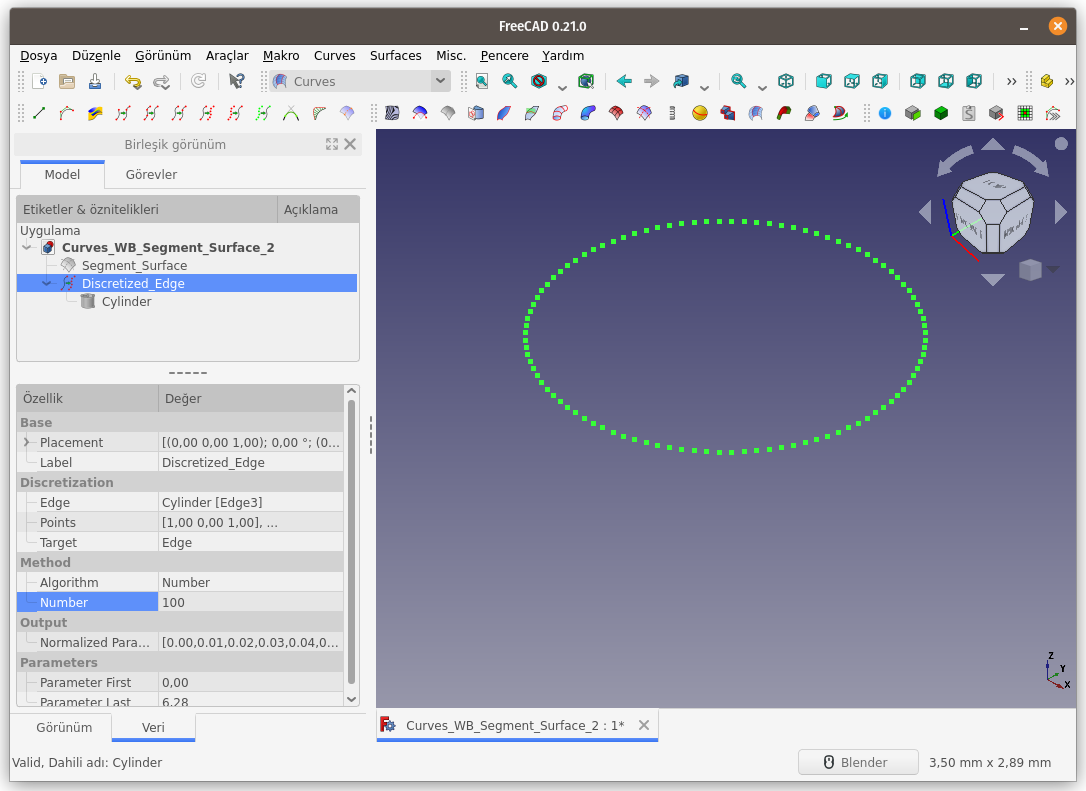 FreeCAD 0.21.0
Dosya Düzenle Görünüm Araçlar Makro Curves Surfaces Misc. Pencere Yardım
Curves
Birleşik görünüm
Model Görevler
Etiketler & öznitelikleri Açıklama
Uygulama
Curves_WB_Segment_Surface_2
Segment_Surface
Discretized_Edge
Cylinder
Özellik Değer
Base
Placement [(0,00 0,00 1,00); 0,00 °; (0...
Label Discretized_Edge
Discretization
Edge Cylinder [Edge3]
Points [1,00 0,00 1,00], ...
Target Edge
Method
Algorithm Number
Number 100
Output
Normalized Para... [0.00,0.01,0.02,0.03,0.04,0...
Parameters
Parameter First 0,00
Parameter Last 6,28
Z
Y
X
Görünüm Veri
Curves_WB_Segment_Surface_2 : 1*
Valid, Dahili adı: Cylinder
Blender 3,50 mm x 2,89 mm